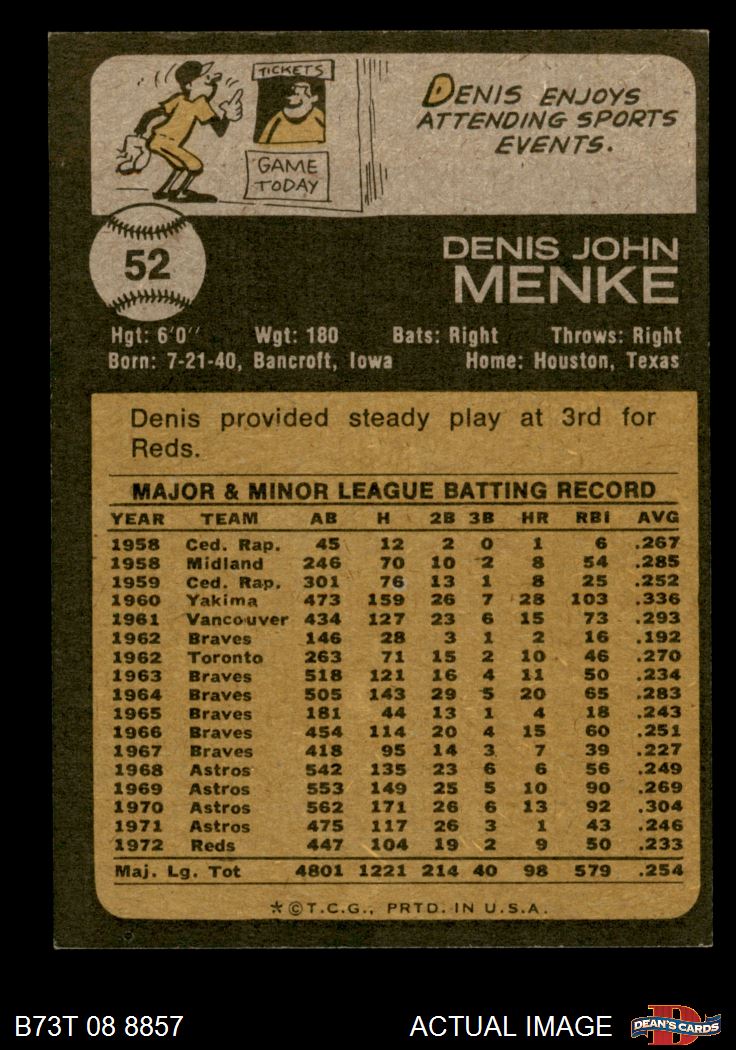 TICKETS
GAME
TODAY
DENIS ENJOYS
ATTENDING SPORTS
EVENTS.
52
DENIS JOHN
MENKE
Hgt: 6'0" Wgt: 180 Bats: Right Throws: Right
Born: 7-21-40, Bancroft, Iowa Home: Houston, Texas
Denis provided steady play at 3rd for
Reds.
MAJOR & MINOR LEAGUE BATTING RECORD
YEAR TEAM AB H 2B 3B HR RBI AVG
1958 Ced. Rap. 45 12 2 0 1 6 .267
1958 Midland 246 70 10 2 8 54 .285
1959 Ced. Rap. 301 76 13 1 8 25 .252
1960 Yakima 473 159 26 7 28 103 .336
1961 Vancouver 434 127 23 6 15 73 .293
1962 Braves 146 28 3 1 2 16 .192
1962 Toronto 263 71 15 2 10 46 .270
1963 Braves 518 121 16 4 11 50 .234
1964 Braves 505 143 29 5 20 65 .283
1965 Braves 181 44 13 1 4 18 .243
1966 Braves 454 114 20 4 15 60 .251
1967 Braves 418 95 14 3 7 39 .227
1968 Astros 542 135 23 6 6 56 .249
1969 Astros 553 149 25 5 10 90 .269
1970 Astros 562 171 26 6 13 92 .304
1971 Astros 475 117 26 3 1 43 .246
1972 Reds 447 104 19 2 9 50 .233
Maj. Lg. Tot 4801 1221 214 40 98 579 .254
*©T.C.G., PRTD. IN U.S.A.
B73T 08 8857 ACTUAL IMAGE
D
DEAN'S CARDS